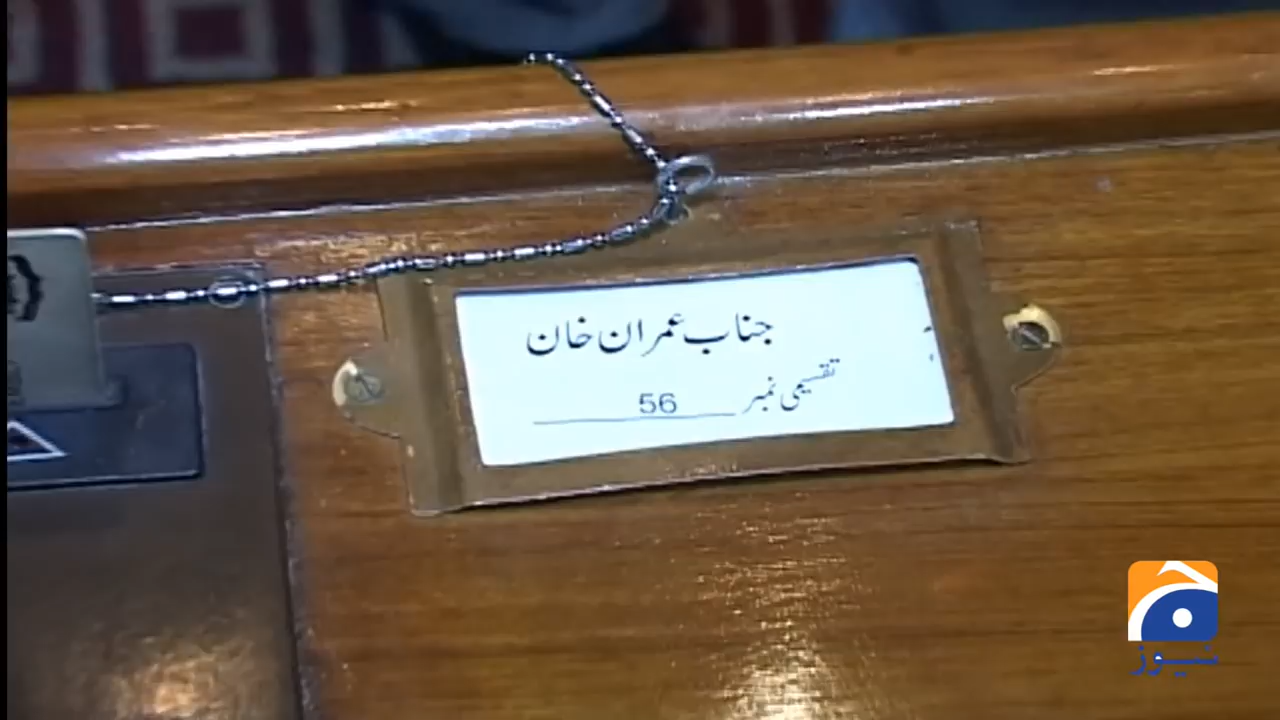 جناب عمران خان
تقسیمی نمبر 56
نیوز